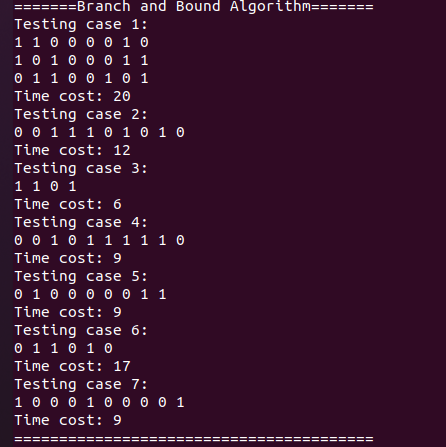 =======Branch and Bound Algorithm=======
Testing case 1:
1 1 0 0 0 0 1 0
1 0 1 0 0 0 1 1
0 1 1 0 0 1 0 1
Time cost: 20
Testing case 2:
0 0 1 1 1 0 1 0 1 0
Time cost: 12
Testing case 3:
1 1 0 1
Time cost: 6
Testing case 4:
0 0 1 0 1 1 1 1 1 0
Time cost: 9
Testing case 5:
0 1 0 0 0 0 0 1 1
Time cost: 9
Testing case 6:
0 1 1 0 1 0
Time cost: 17
Testing case 7:
1 0 0 0 1 0 0 0 0 1
Time cost: 9
========================================